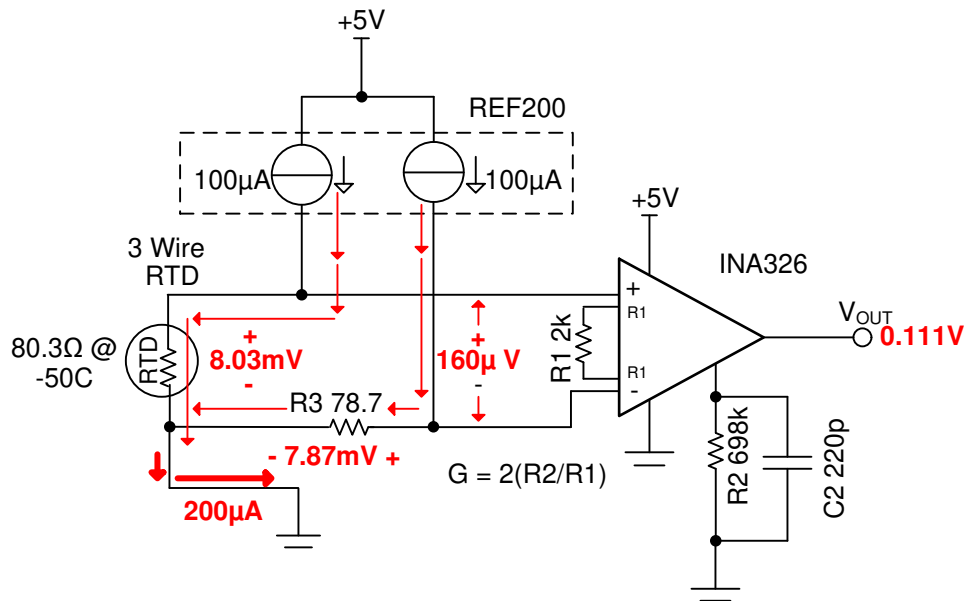 +5V
REF200
100µA
100µA
+5V
3 Wire
RTD
INA326
+
R1
R1 2k
R1
-
VOUT
0.111V
80.3Ω @
-50C
RTD
+
8.03mV
-
+
160µ V
-
R3 78.7
- 7.87mV +
G = 2(R2/R1)
200µA
R2 698k
C2 220p